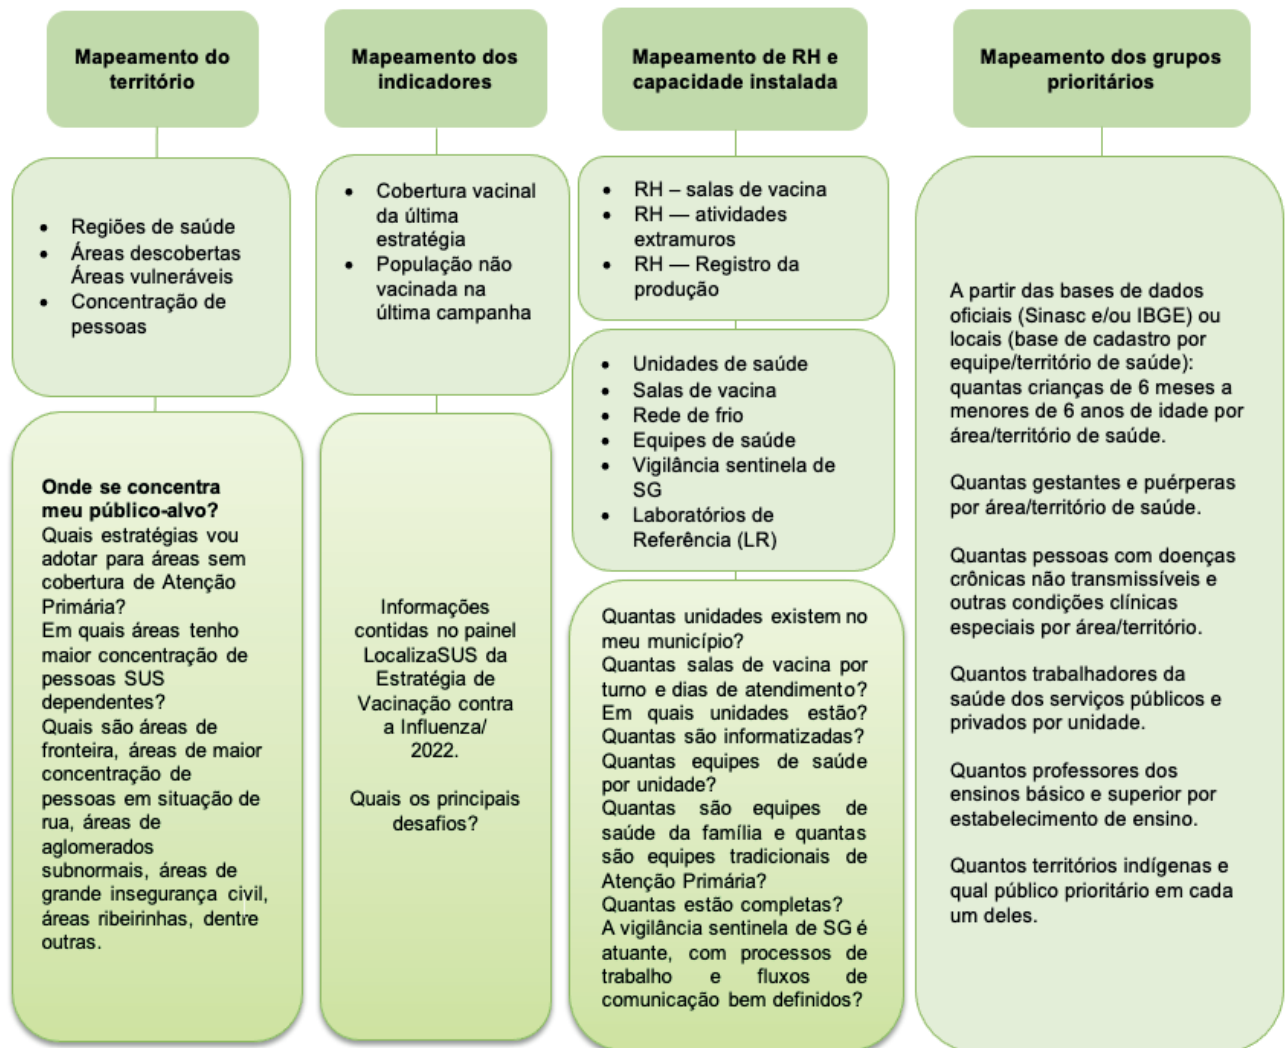 Mapeamento do
território
Regiões de saúde
Áreas descobertas
Áreas vulneráveis
Concentração de
pessoas
Onde se concentra
meu público-alvo?
Quais estratégias vou
adotar para áreas sem
cobertura de Atenção
Primária?
Em quais áreas tenho
maior concentração de
pessoas SUS
dependentes?
Quais são áreas de
fronteira, áreas de maior
concentração de
pessoas em situação de
rua, áreas de
aglomerados
subnormais, áreas de
grande insegurança civil,
áreas ribeirinhas, dentre
outras.
Mapeamento dos
indicadores
Cobertura vacinal
da última
estratégia
População não
vacinada na
última campanha
Informações
contidas no painel
LocalizaSUS da
Estratégia de
Vacinação contra
a Influenza/
2022.
Quais os principais
desafios?
Mapeamento de RH e
capacidade instalada
RH – salas de vacina
RH — atividades
extramuros
RH — Registro da
produção
Unidades de saúde
Salas de vacina
Rede de frio
Equipes de saúde
Vigilância sentinela de
SG
Laboratórios de
Referência (LR)
Quantas unidades existem no
meu município?
Quantas salas de vacina por
turno e dias de atendimento?
Em quais unidades estão?
Quantas são informatizadas?
Quantas equipes de saúde
por unidade?
Quantas são equipes de
saúde da família e quantas
são equipes tradicionais de
Atenção Primária?
Quantas estão completas?
A vigilância sentinela de SG é
atuante, com processos de
trabalho e fluxos de
comunicação bem definidos?
Mapeamento dos grupos
prioritários
A partir das bases de dados
oficiais (Sinasc e/ou IBGE) ou
locais (base de cadastro por
equipe/território de saúde):
quantas crianças de 6 meses a
menores de 6 anos de idade por
área/território de saúde.
Quantas gestantes e puérperas
por área/território de saúde.
Quantas pessoas com doenças
crônicas não transmissíveis e
outras condições clínicas
especiais por área/território.
Quantos trabalhadores da
saúde dos serviços públicos e
privados por unidade.
Quantos professores dos
ensinos básico e superior por
estabelecimento de ensino.
Quantos territórios indígenas e
qual público prioritário em cada
um deles.